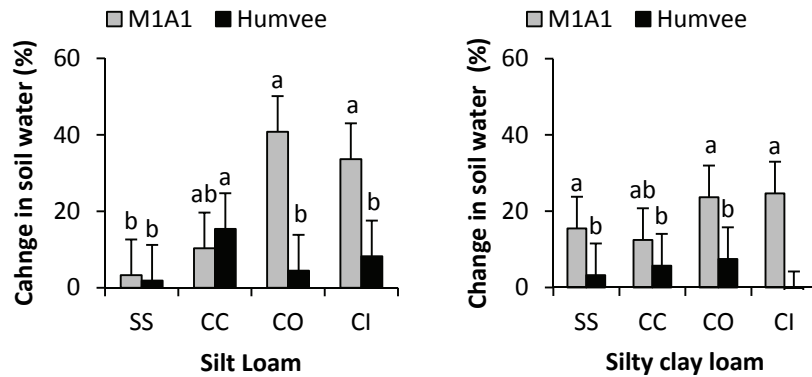 M1A1 Humvee
Cahnge in soil water (%)
60
40
20
0
b b ab a a b a b
SS CC CO CI
Silt Loam
M1A1 Humvee
Change in soil water (%)
60
40
20
0
a b ab b a b a
SS CC CO CI
Silty clay loam